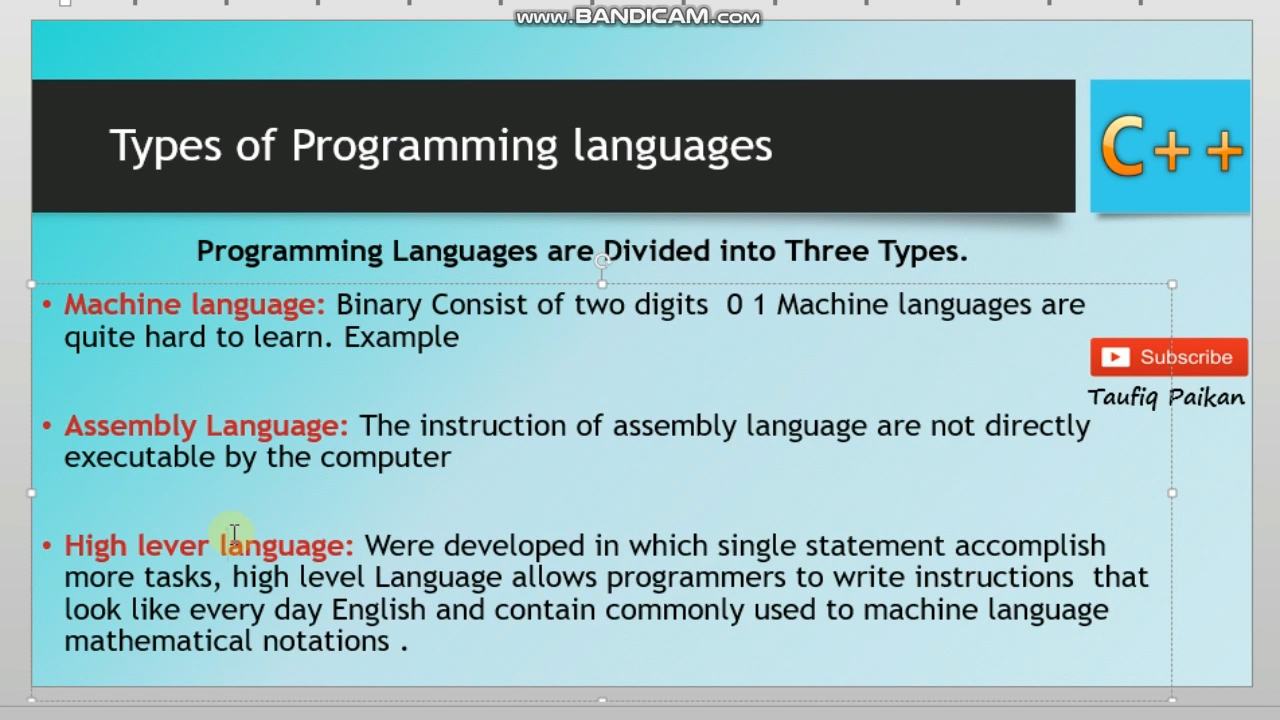 www.BANDICAM.com
Types of Programming languages
C++
Programming Languages are Divided into Three Types.
• Machine language: Binary Consist of two digits 0 1 Machine languages are
quite hard to learn. Example
Subscribe
Taufiq Paikan
• Assembly Language: The instruction of assembly language are not directly
executable by the computer
• High lever language: Were developed in which single statement accomplish
more tasks, high level Language allows programmers to write instructions that
look like every day English and contain commonly used to machine language
mathematical notations .